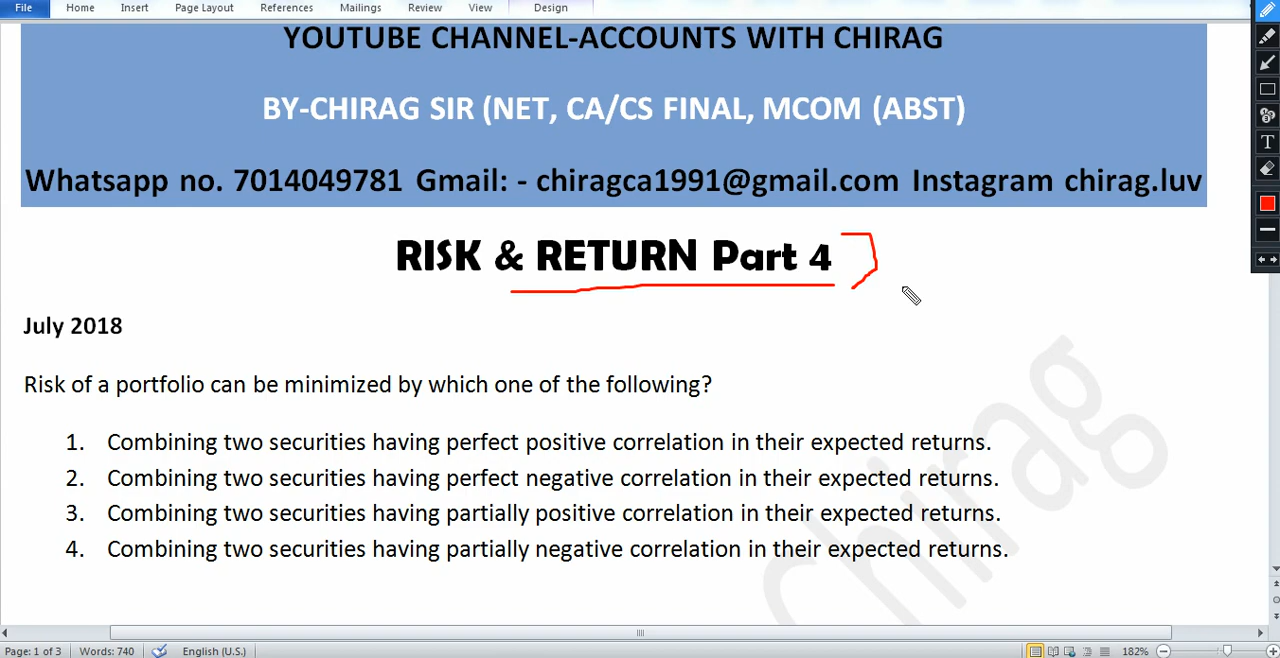 File Home Insert Page Layout References Mailings Review View Design
YOUTUBE CHANNEL-ACCOUNTS WITH CHIRAG
BY-CHIRAG SIR (NET, CA/CS FINAL, MCOM (ABST)
Whatsapp no. 7014049781 Gmail: - chiragca1991@gmail.com Instagram chirag.luv
RISK & RETURN Part 4
July 2018
Risk of a portfolio can be minimized by which one of the following?
1. Combining two securities having perfect positive correlation in their expected returns.
2. Combining two securities having perfect negative correlation in their expected returns.
3. Combining two securities having partially positive correlation in their expected returns.
4. Combining two securities having partially negative correlation in their expected returns.
Chirag
Page: 1 of 3 Words: 740 English (U.S.) 182%